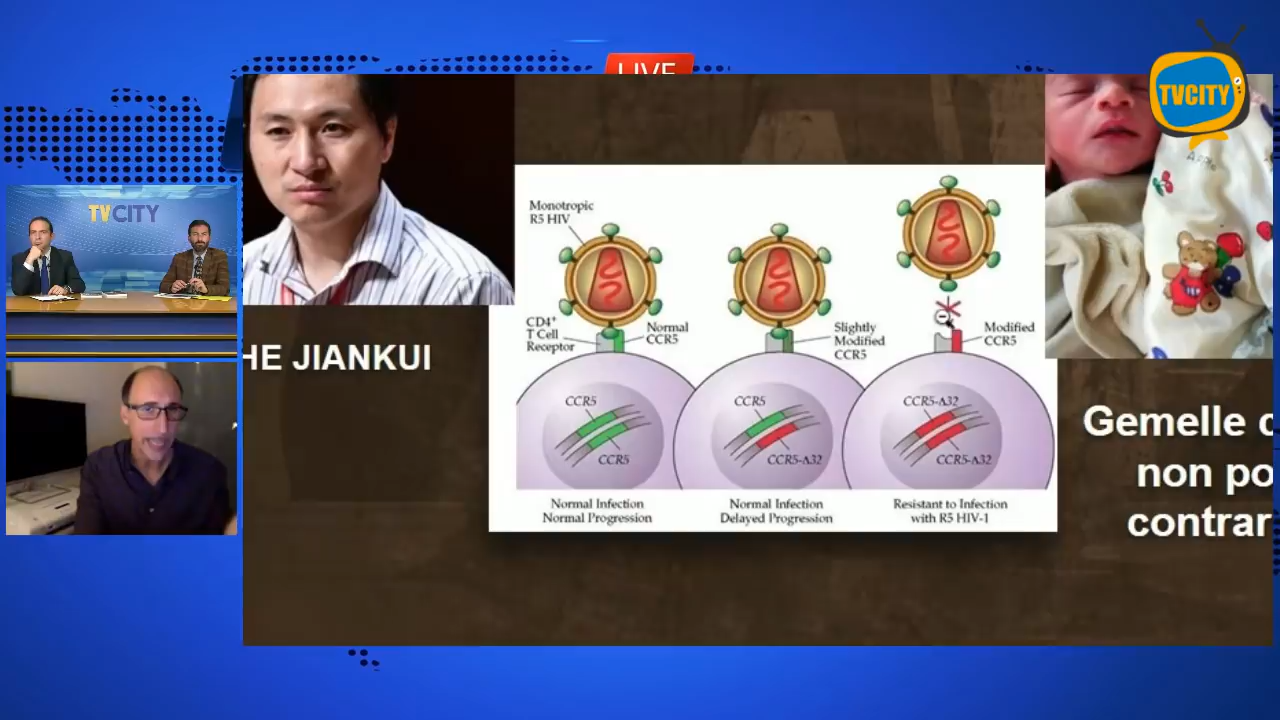 LIVE
TVCITY
TVCITY
Monotropic
R5 HIV
CD4⁺
T Cell
Receptor
Normal
CCR5
Slightly
Modified
CCR5
Modified
CCR5
CCR5
CCR5
CCR5
CCR5-Δ32
CCR5-Δ32
CCR5-Δ32
Normal Infection
Normal Progression
Normal Infection
Delayed Progression
Resistant to Infection
with R5 HIV-1
HE JIANKUI
Gemelle c
non po
contrar